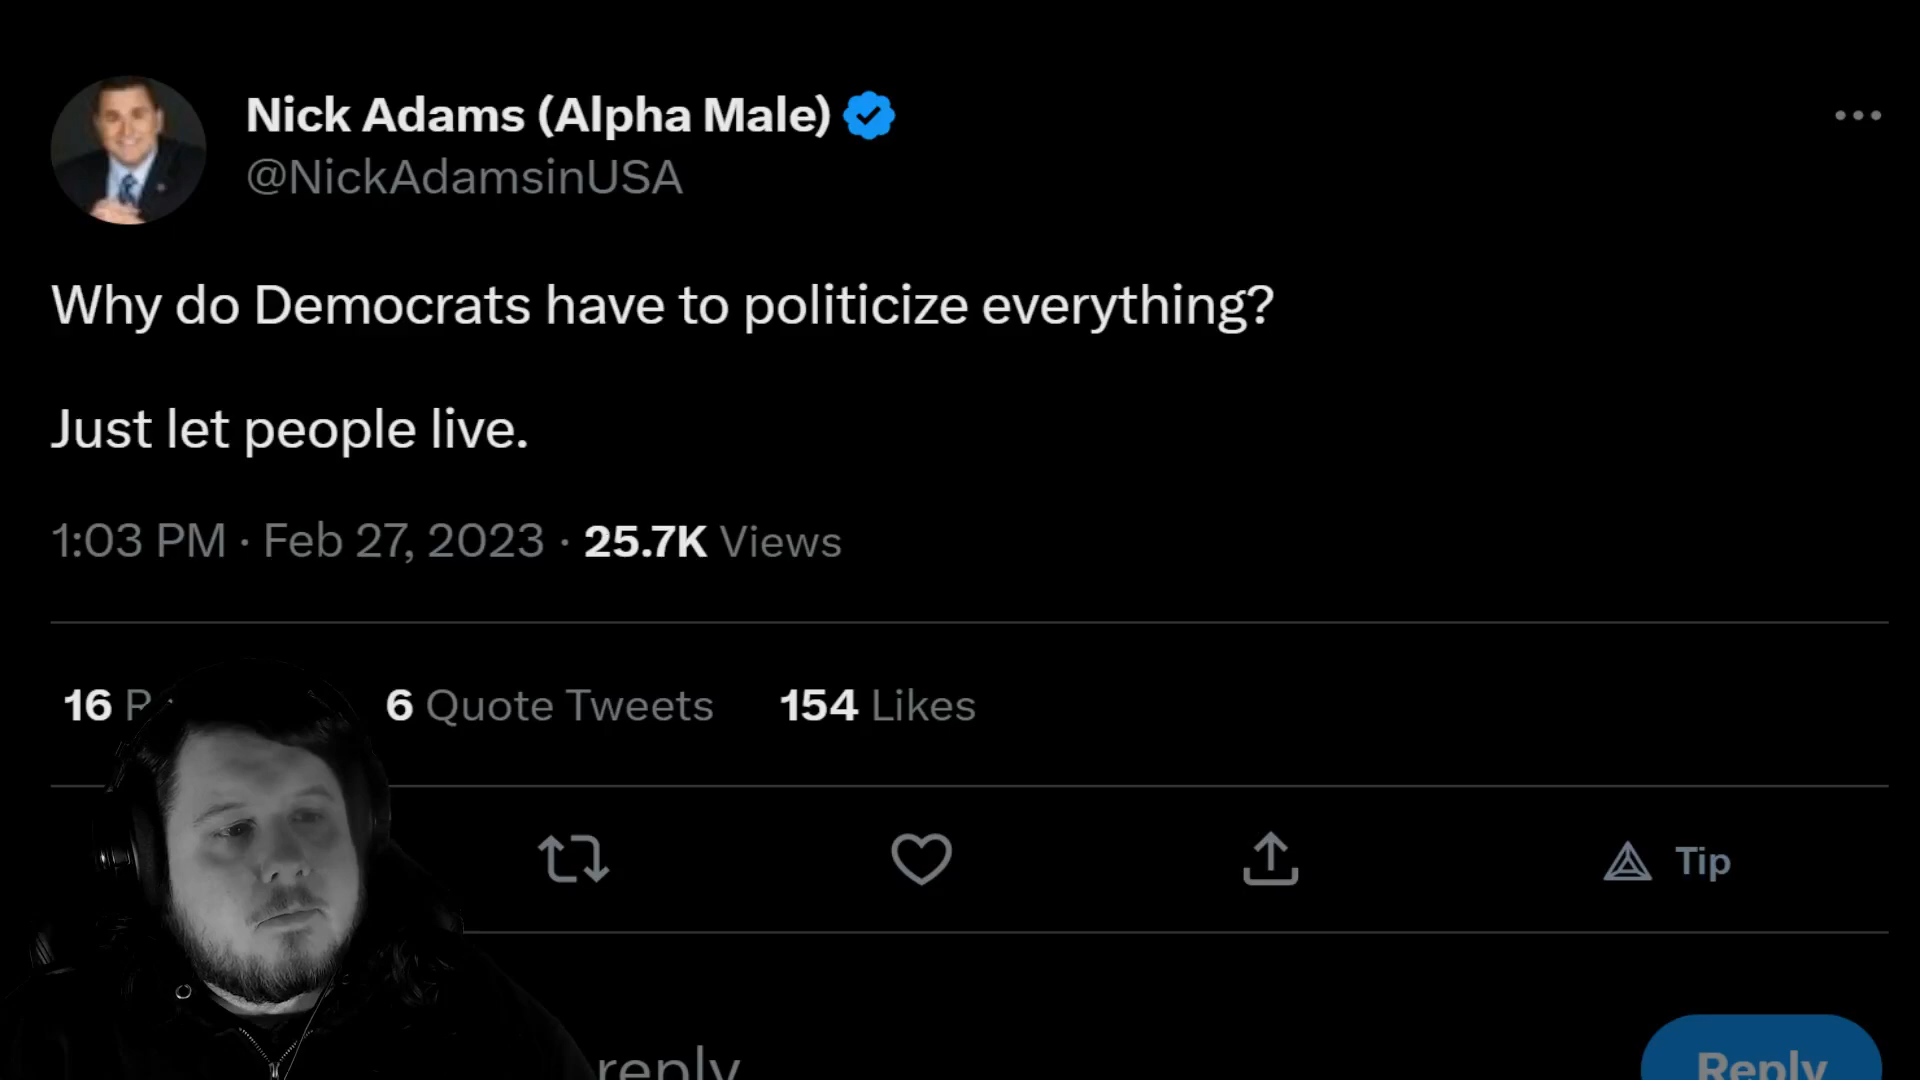 Nick Adams (Alpha Male)
@NickAdamsinUSA
Why do Democrats have to politicize everything?
Just let people live.
1:03 PM · Feb 27, 2023 · 25.7K Views
16 6 Quote Tweets 154 Likes
Tip
reply
Reply